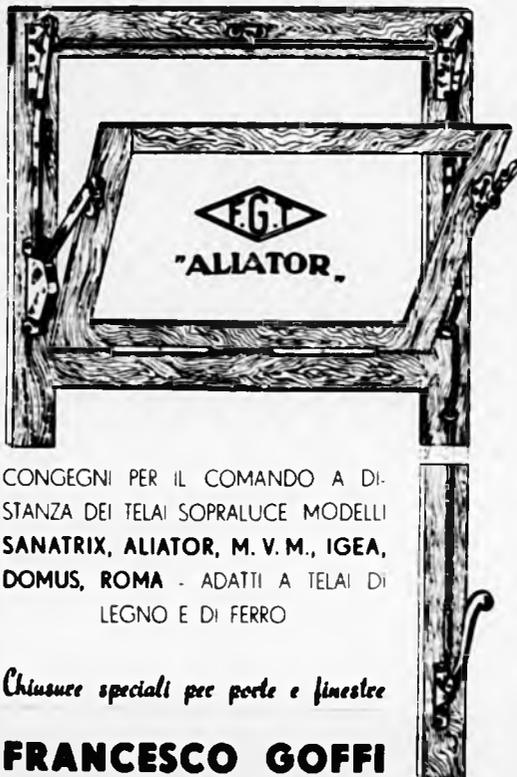 F.G.T
"ALIATOR„
CONGEGNI PER IL COMANDO A DI-
STANZA DEI TELAI SOPRALUCE MODELLI
SANATRIX, ALIATOR, M. V. M., IGEA,
DOMUS, ROMA - ADATTI A TELAI DI
LEGNO E DI FERRO
Chiusure speciali per porte e finestre
FRANCESCO GOFFI